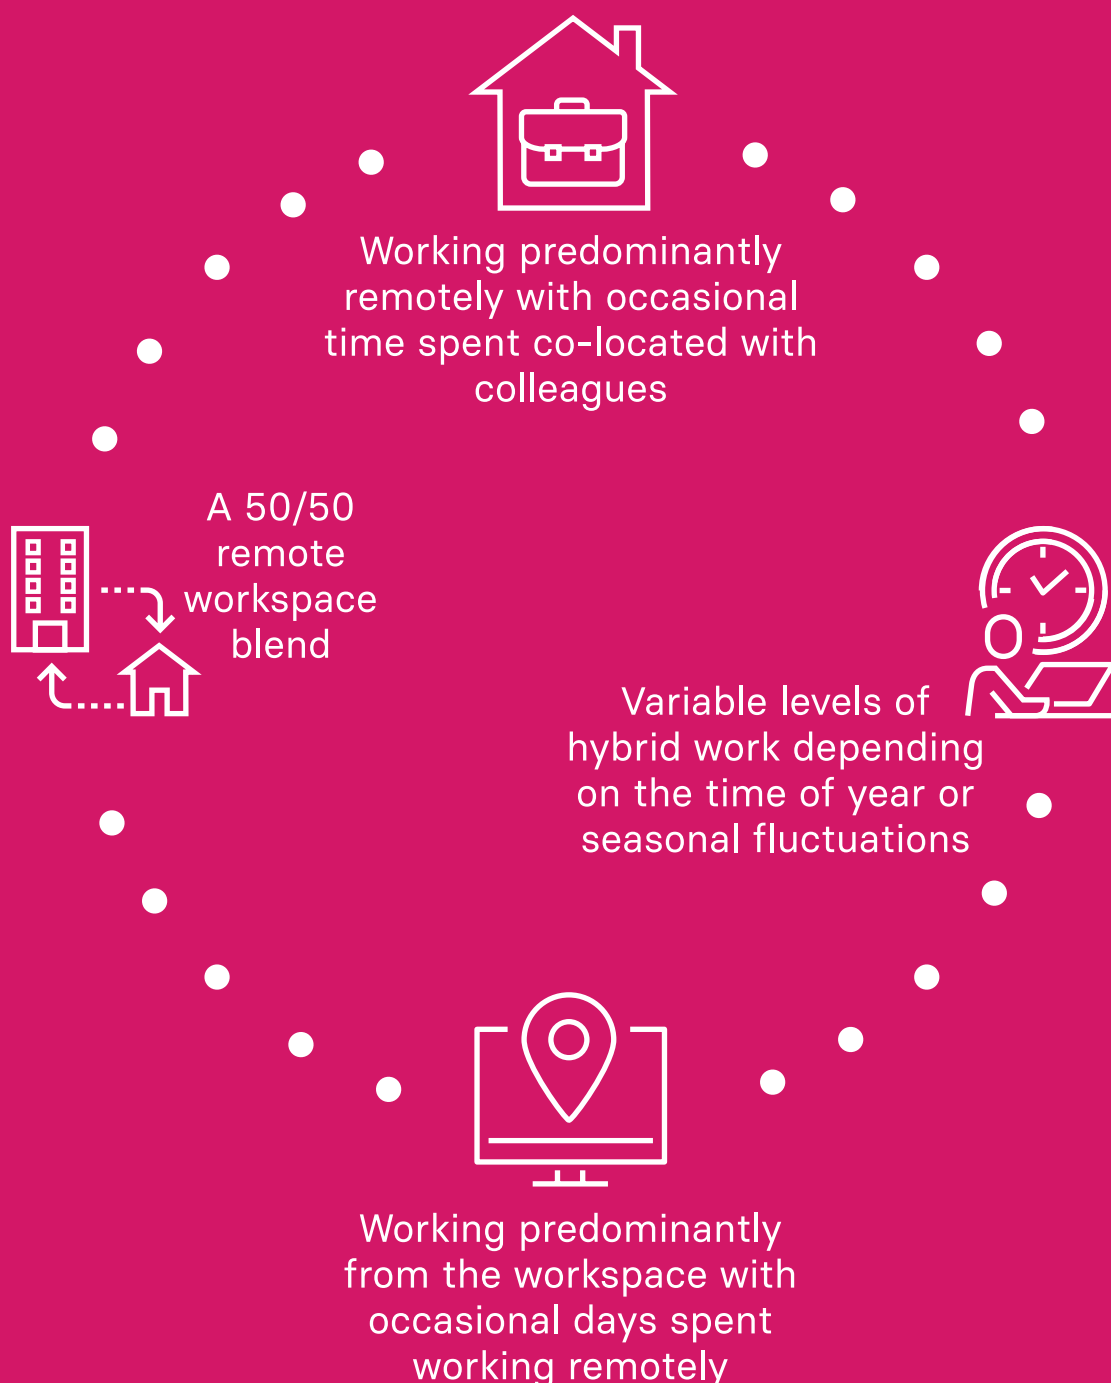 Working predominantly
remotely with occasional
time spent co-located with
colleagues
A 50/50
remote
workspace
blend
Variable levels of
hybrid work depending
on the time of year or
seasonal fluctuations
Working predominantly
from the workspace with
occasional days spent
working remotely